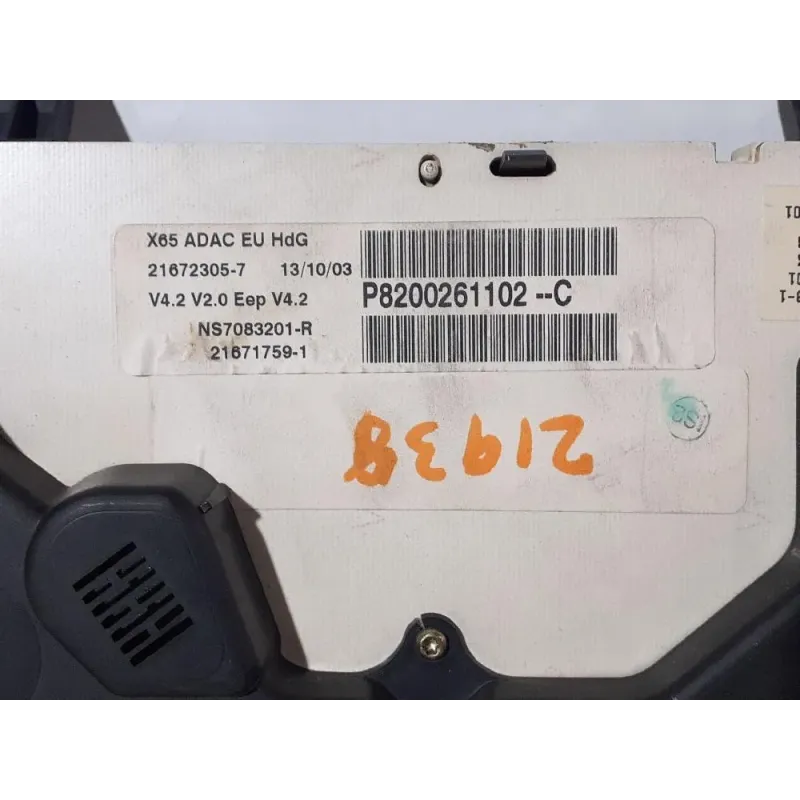 X65 ADAC EU HdG
21672305-7 13/10/03
V4.2 V2.0 Eep V4.2
P8200261102 --C
NS7083201-R
21671759-1
21938